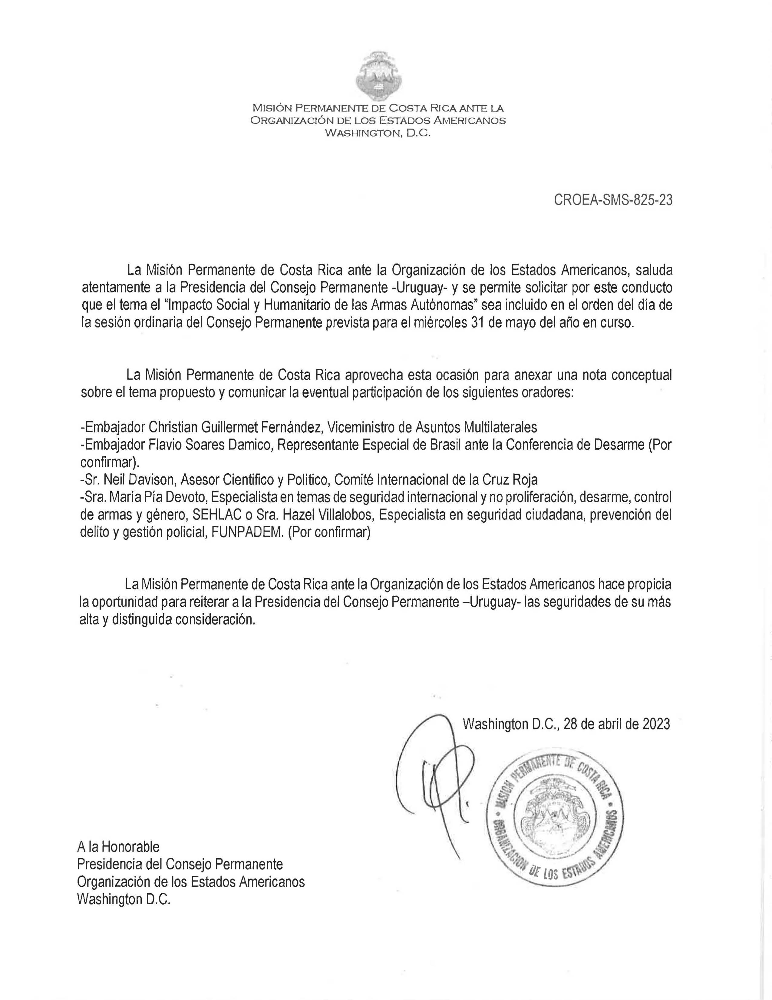 MISIÓN PERMANENTE DE COSTA RICA ANTE LA
ORGANIZACIÓN DE LOS ESTADOS AMERICANOS
WASHINGTON, D.C.
CROEA-SMS-825-23
La Misión Permanente de Costa Rica ante la Organización de los Estados Americanos, saluda
atentamente a la Presidencia del Consejo Permanente -Uruguay- y se permite solicitar por este conducto
que el tema el “Impacto Social y Humanitario de las Armas Autónomas” sea incluido en el orden del día de
la sesión ordinaria del Consejo Permanente prevista para el miércoles 31 de mayo del año en curso.
La Misión Permanente de Costa Rica aprovecha esta ocasión para anexar una nota conceptual
sobre el tema propuesto y comunicar la eventual participación de los siguientes oradores:
-Embajador Christian Guillermet Fernández, Viceministro de Asuntos Multilaterales
-Embajador Flavio Soares Damico, Representante Especial de Brasil ante la Conferencia de Desarme (Por
confirmar).
-Sr. Neil Davison, Asesor Cientifico y Político, Comité Internacional de la Cruz Roja
-Sra. María Pía Devoto, Especialista en temas de seguridad internacional y no proliferación, desarme, control
de armas y género, SEHLAC o Sra. Hazel Villalobos, Especialista en seguridad ciudadana, prevención del
delito y gestión policial, FUNPADEM. (Por confirmar)
La Misión Permanente de Costa Rica ante la Organización de los Estados Americanos hace propicia
la oportunidad para reiterar a la Presidencia del Consejo Permanente –Uruguay- las seguridades de su más
alta y distinguida consideración.
Washington D.C., 28 de abril de 2023
MISION PERMANENTE DE COSTA RICA •
ORGANIZACION DE LOS ESTADOS AMERICANOS •
A la Honorable
Presidencia del Consejo Permanente
Organización de los Estados Americanos
Washington D.C.